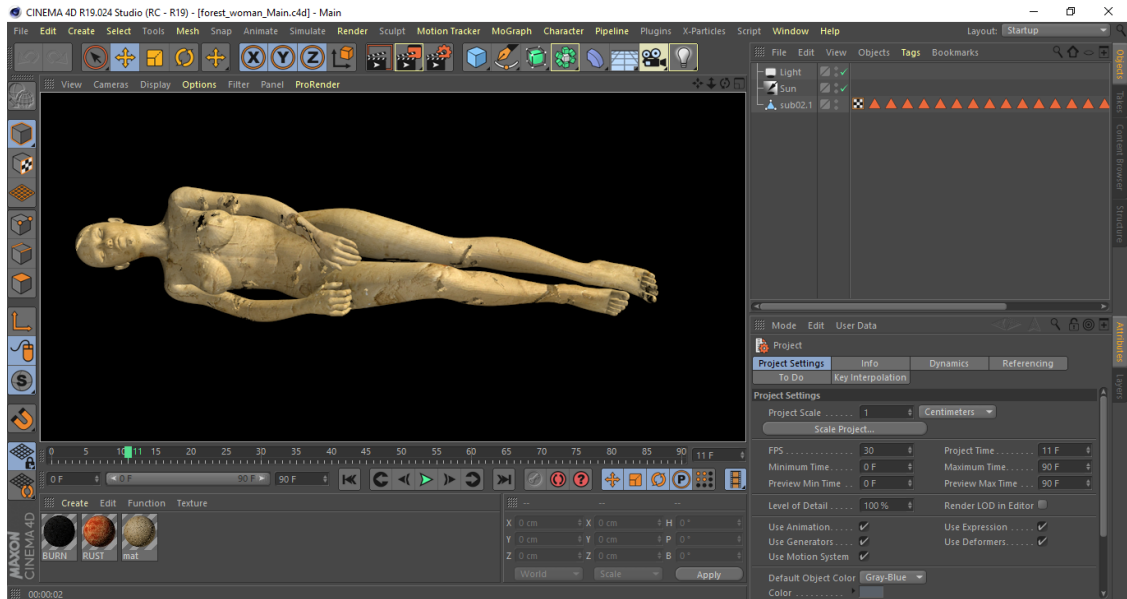 CINEMA 4D R19.024 Studio (RC - R19) - [forest_woman_Main.c4d] - Main
File Edit Create Select Tools Mesh Snap Animate Simulate Render Sculpt Motion Tracker MoGraph Character Pipeline Plugins X-Particles Script Window Help Layout: Startup
File Edit View Objects Tags Bookmarks
View Cameras Display Options Filter Panel ProRender
Light
Sun
sub02.1
Objects
Takes
Content Browser
Structure
Mode Edit User Data
Project
Project Settings Info Dynamics Referencing
To Do Key Interpolation
Project Settings
Project Scale 1 Centimeters
Scale Project...
FPS 30 Project Time 11 F
Minimum Time 0 F Maximum Time 90 F
Preview Min Time 0 F Preview Max Time 90 F
Level of Detail 100 % Render LOD in Editor
Use Animation Use Expression
Use Generators Use Deformers
Use Motion System
Default Object Color Gray-Blue
Color
Attributes
Layers
0 5 10 11 15 20 25 30 35 40 45 50 55 60 65 70 75 80 85 90 11 F
0 F 0 F 90 F 90 F
Create Edit Function Texture
BURN RUST mat
-- -- --
X 0 cm X 0 cm H 0°
Y 0 cm Y 0 cm P 0°
Z 0 cm Z 0 cm B 0°
World Scale Apply
MAXON
CINEMA 4D
00:00:02